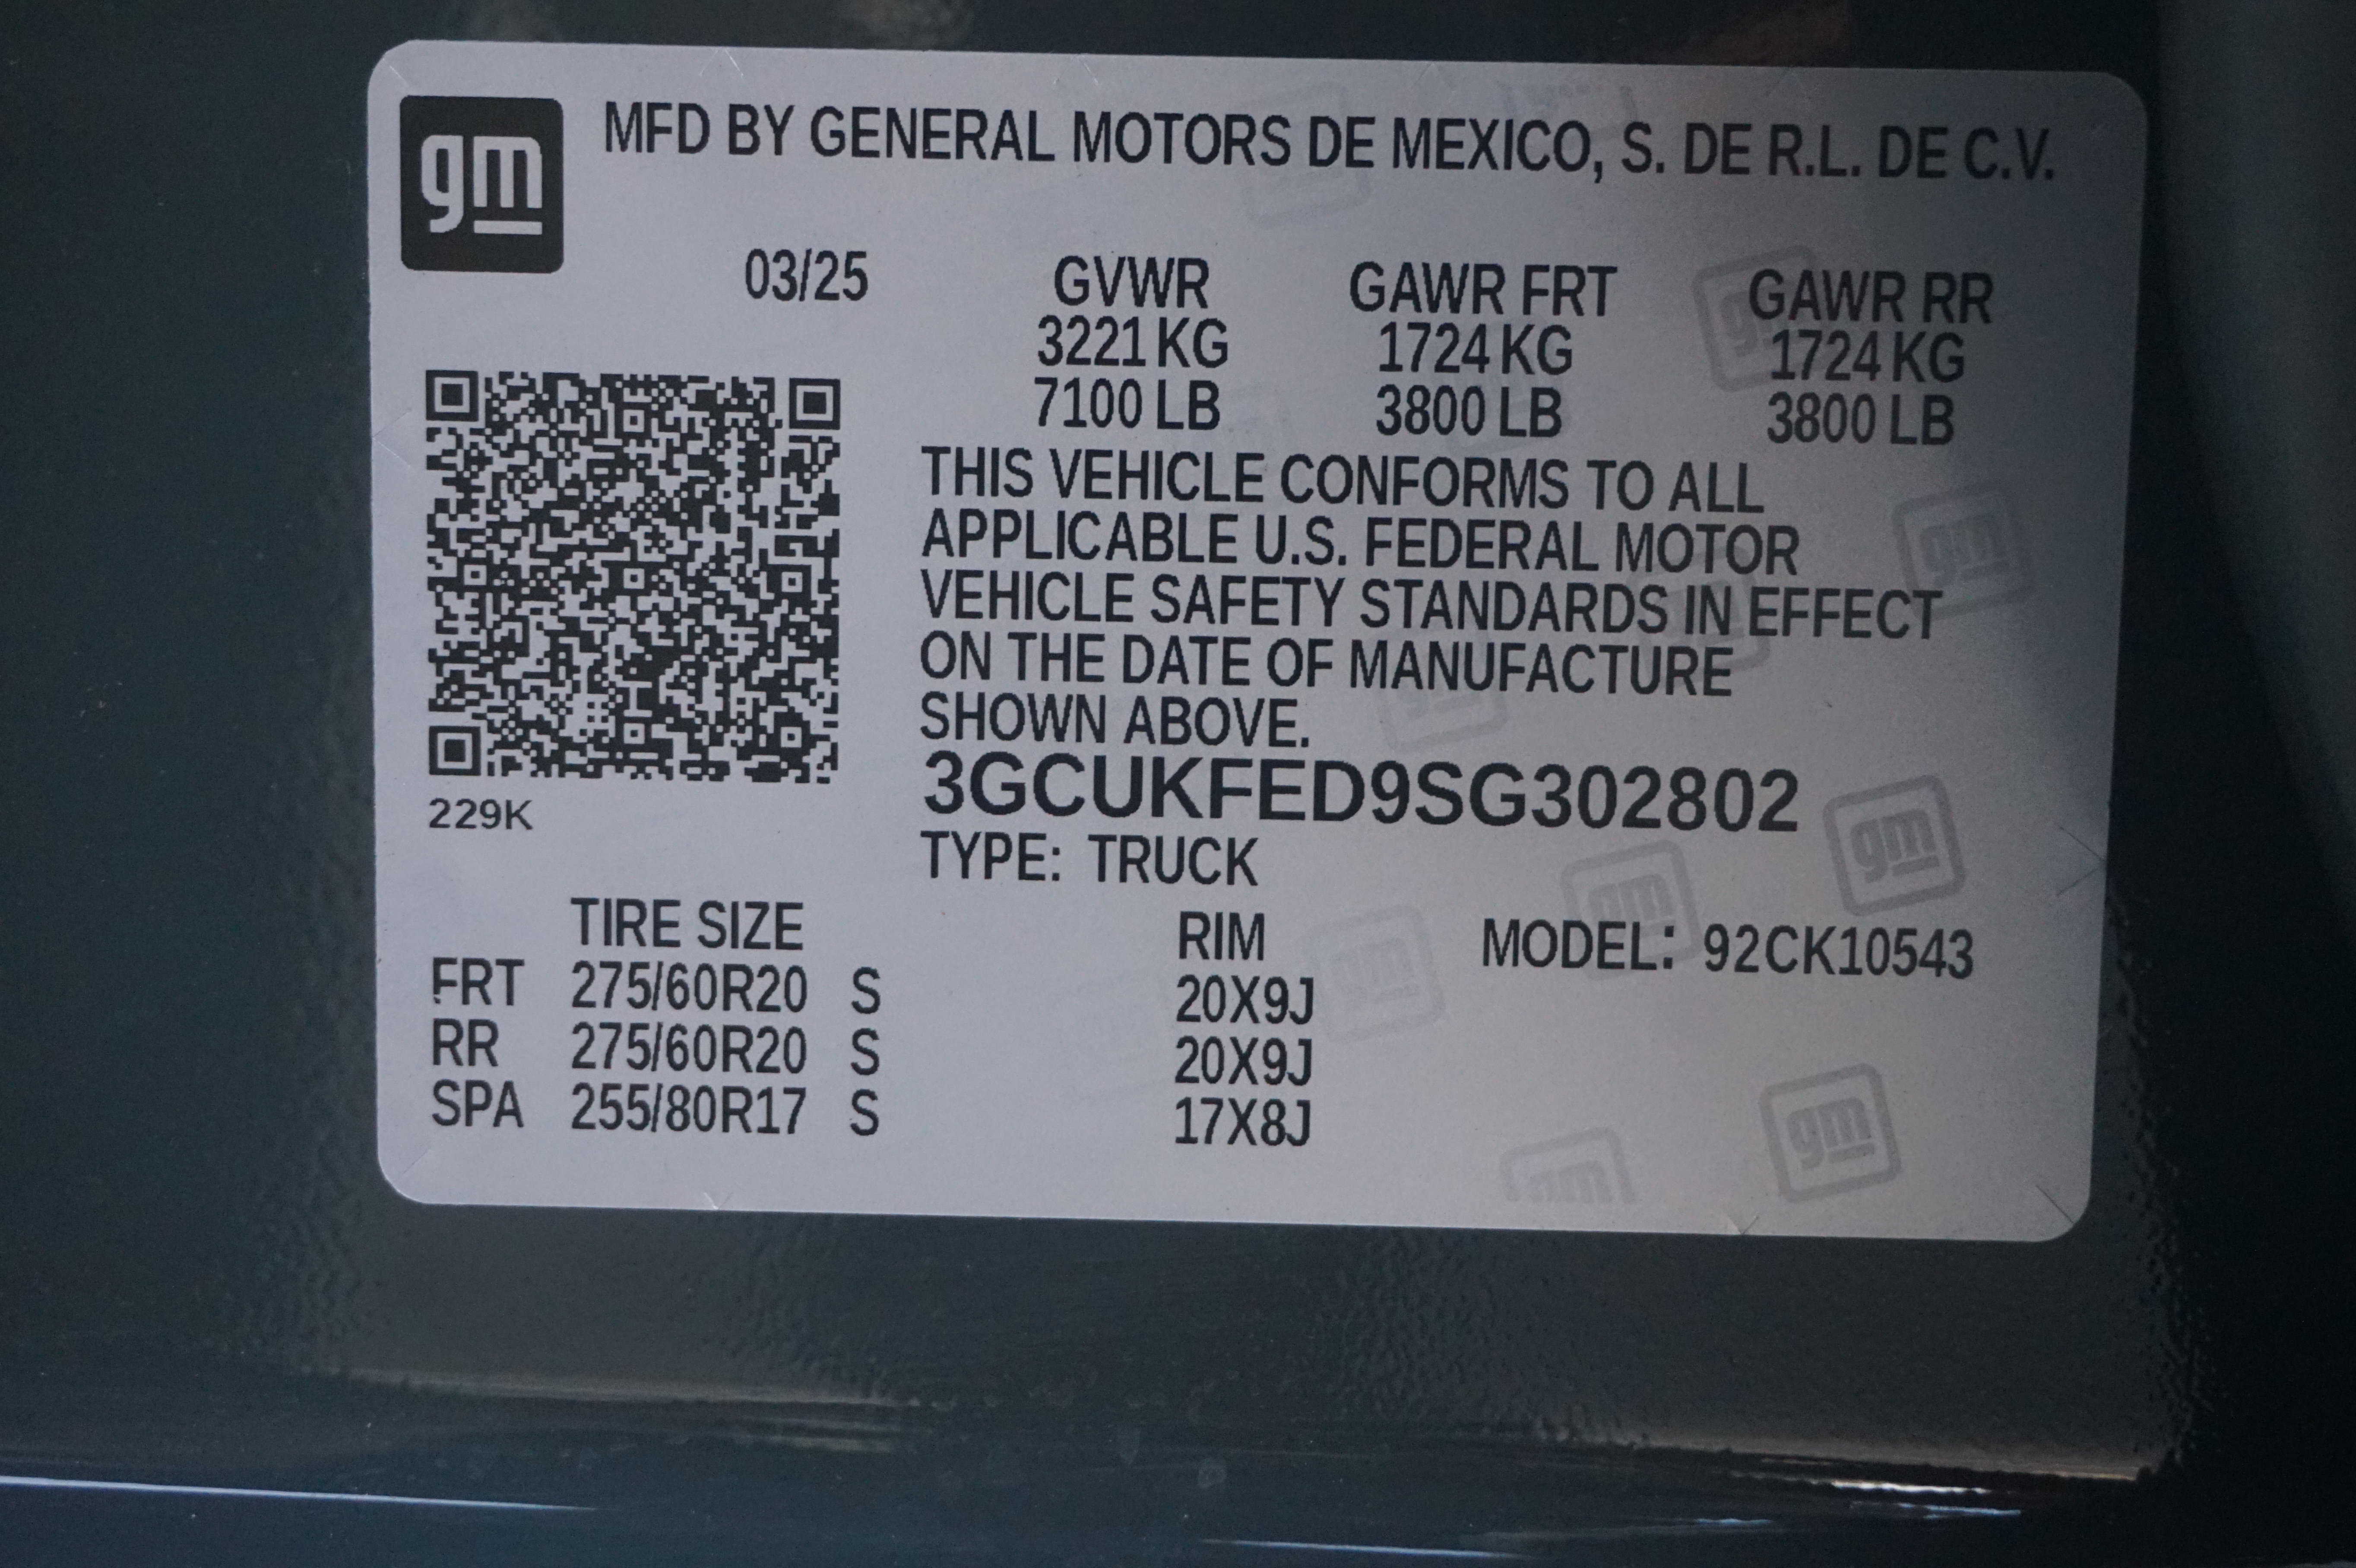 gm
MFD BY GENERAL MOTORS DE MEXICO, S. DE R.L. DE C.V.
03/25 GVWR GAWR FRT GAWR RR
3221 KG 1724 KG 1724 KG
7100 LB 3800 LB 3800 LB
THIS VEHICLE CONFORMS TO ALL
APPLICABLE U.S. FEDERAL MOTOR
VEHICLE SAFETY STANDARDS IN EFFECT
ON THE DATE OF MANUFACTURE
SHOWN ABOVE.
3GCUKFED9SG302802
229K
TYPE: TRUCK
TIRE SIZE RIM MODEL: 92CK10543
FRT 275/60R20 S 20X9J
RR 275/60R20 S 20X9J
SPA 255/80R17 S 17X8J